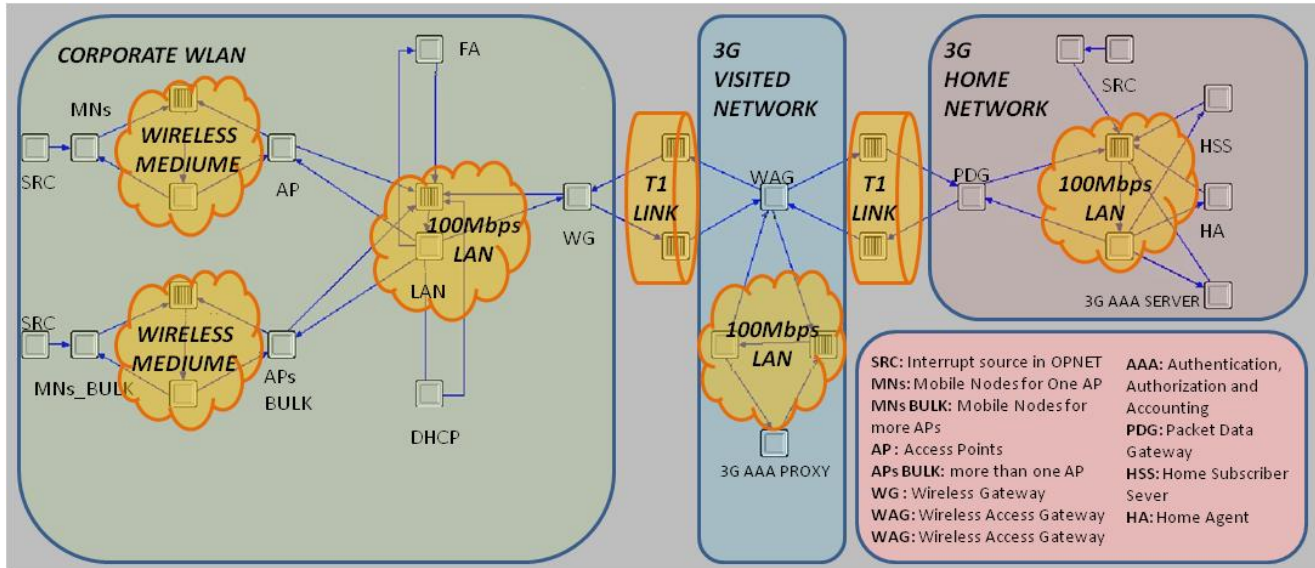 CORPORATE WLAN
FA
MNs
WIRELESS
MEDIUME
SRC
AP
100Mbps
LAN
LAN
WG
SRC
WIRELESS
MEDIUME
MNs_BULK
APs
BULK
DHCP
T1
LINK
3G
VISITED
NETWORK
WAG
100Mbps
LAN
3G AAA PROXY
T1
LINK
3G
HOME
NETWORK
SRC
HSS
PDG
100Mbps
LAN
HA
3G AAA SERVER
SRC: Interrupt source in OPNET
MNs: Mobile Nodes for One AP
MNs BULK: Mobile Nodes for
more APs
AP : Access Points
APs BULK: more than one AP
WG : Wireless Gateway
WAG: Wireless Access Gateway
WAG: Wireless Access Gateway
AAA: Authentication,
Authorization and
Accounting
PDG: Packet Data
Gateway
HSS: Home Subscriber
Sever
HA: Home Agent